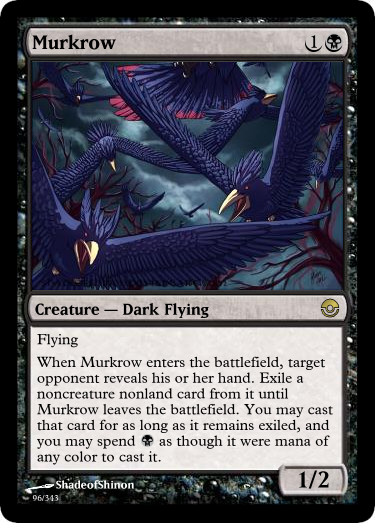 Murkrow 1
Creature — Dark Flying
Flying
When Murkrow enters the battlefield, target
opponent reveals his or her hand. Exile a
noncreature nonland card from it until
Murkrow leaves the battlefield. You may cast
that card for as long as it remains exiled, and
you may spend as though it were mana of
any color to cast it.
1/2
ShadeofShinon
96/343